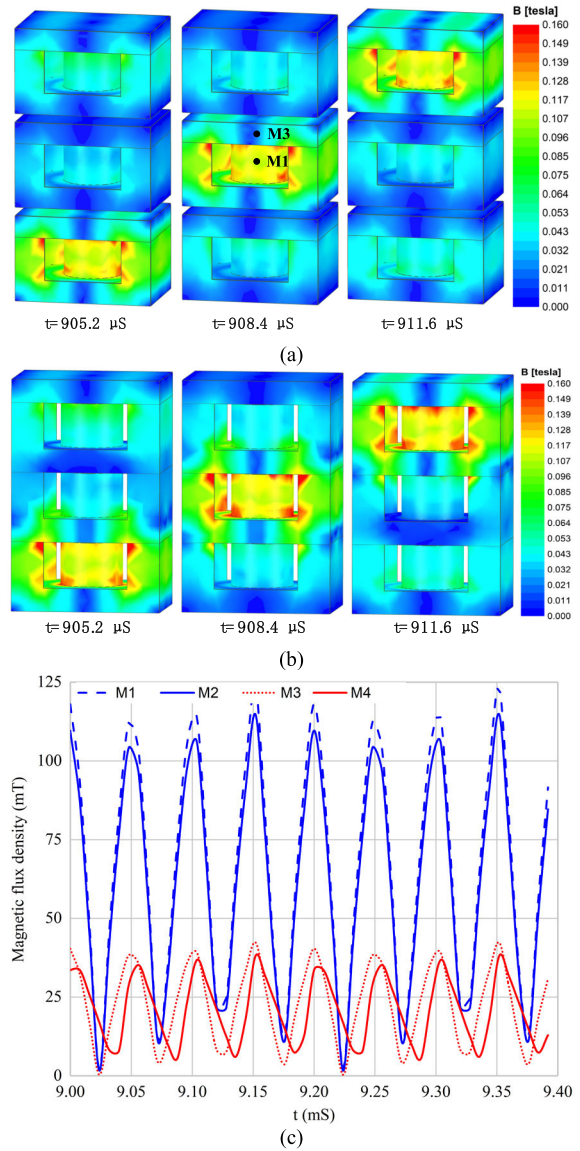 B [tesla]
0.160
0.149
0.139
0.128
0.117
0.107
0.096
0.085
0.075
0.064
0.053
0.043
0.032
0.021
0.011
0.000
M3
M1
t=905.2 μS
t=908.4 μS
t=911.6 μS
(a)
B [tesla]
0.160
0.149
0.139
0.128
0.117
0.107
0.096
0.085
0.075
0.064
0.053
0.043
0.032
0.021
0.011
0.000
t=905.2 μS
t=908.4 μS
t=911.6 μS
(b)
M1 M2 M3 M4
Magnetic flux density (mT)
125
100
75
50
25
0
9.00 9.05 9.10 9.15 9.20 9.25 9.30 9.35 9.40
t (mS)
(c)